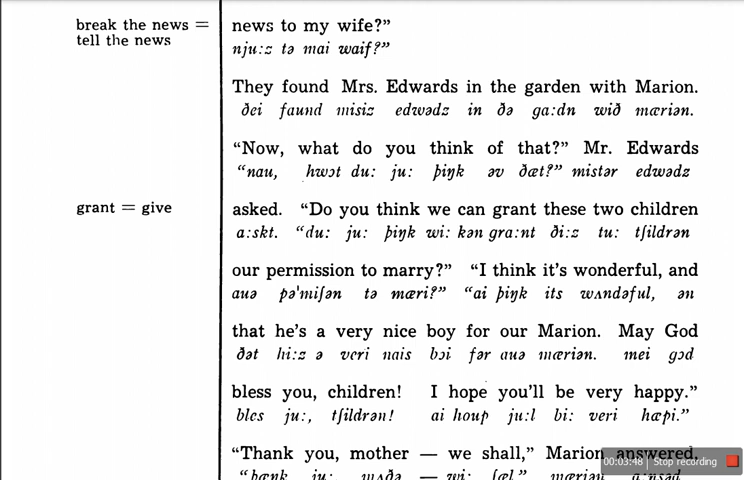 break the news =
tell the news
news to my wife?”
nju:z tə mai waif?”
They found Mrs. Edwards in the garden with Marion.
ðei faund misiz edwədz in ðə ga:dn wið mæriən.
“Now, what do you think of that?” Mr. Edwards
“nau, hwɔt du: ju: þiŋk əv ðæt?” mistər edwədz
grant = give
asked. “Do you think we can grant these two children
a:skt. “du: ju: þiŋk wi: kən gra:nt ði:z tu: tʃildrən
our permission to marry?” “I think it’s wonderful, and
auə pə'miʃən tə mæri?” “ai þiŋk its wʌndəful, ən
that he’s a very nice boy for our Marion. May God
ðət hi:z ə veri nais bɔi fər auə mæriən. mei gɔd
bless you, children! I hope you’ll be very happy.”
bles ju:, tʃildrən! ai houp ju:l bi: veri hæpi.”
“Thank you, mother — we shall,” Marion answered.
“þæŋk ju:, mʌðə — wi: ʃæl,” mæriən a:nsəd
00:03:48 | Stop recording